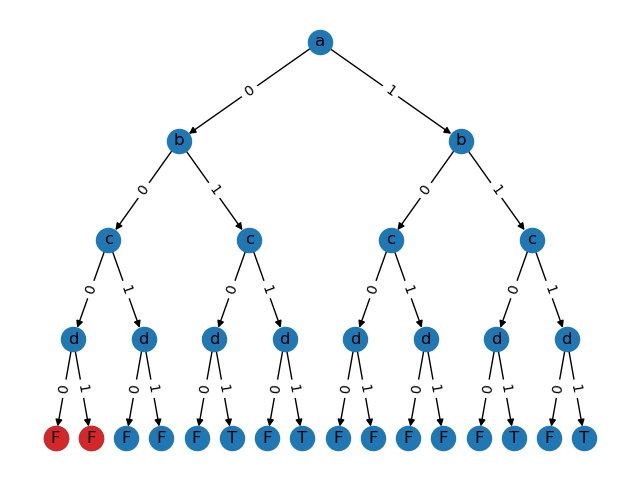 a
0 1
b b
0 1 0 1
c c c c
0 1 0 1 0 1 0 1
d d d d d d d d
0 1 0 1 0 1 0 1 0 1 0 1 0 1 0 1
F F F F F T F T F F F F F T F T